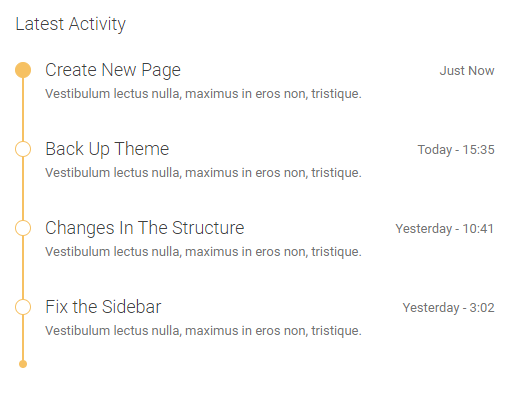 Latest Activity
Create New Page
Just Now
Vestibulum lectus nulla, maximus in eros non, tristique.
Back Up Theme
Today - 15:35
Vestibulum lectus nulla, maximus in eros non, tristique.
Changes In The Structure
Yesterday - 10:41
Vestibulum lectus nulla, maximus in eros non, tristique.
Fix the Sidebar
Yesterday - 3:02
Vestibulum lectus nulla, maximus in eros non, tristique.